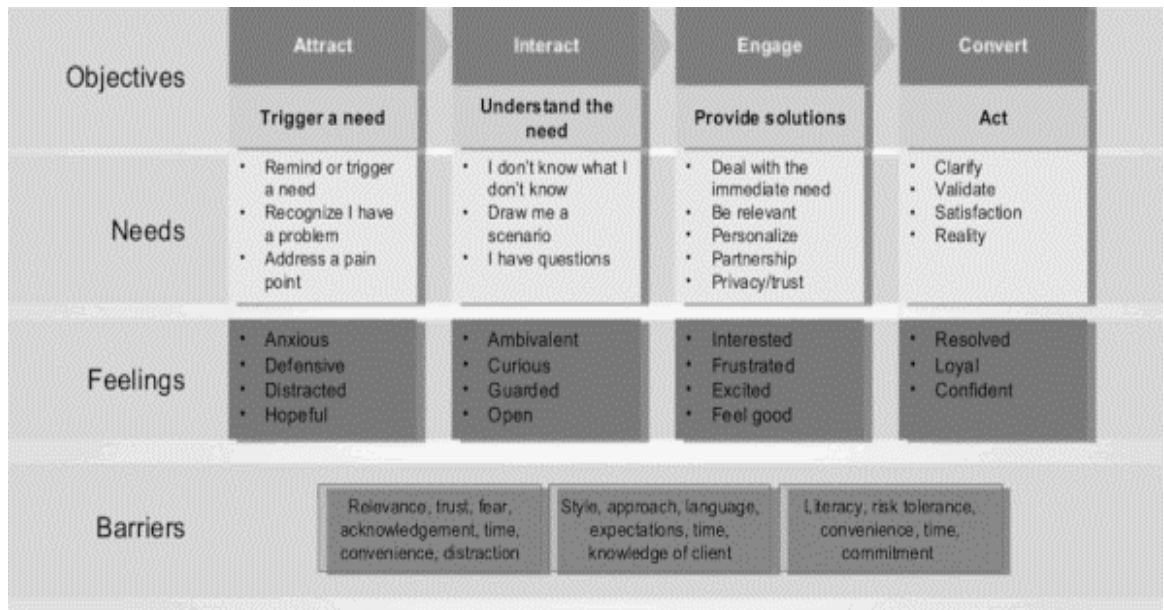 Attract
Interact
Engage
Convert
Objectives
Trigger a need
Understand the
need
Provide solutions
Act
Needs
• Remind or trigger
a need
• Recognize I have
a problem
• Address a pain
point
• I don't know what I
don't know
• Draw me a
scenario
• I have questions
• Deal with the
immediate need
• Be relevant
• Personalize
• Partnership
• Privacy/trust
• Clarify
• Validate
• Satisfaction
• Reality
Feelings
• Anxious
• Defensive
• Distracted
• Hopeful
• Ambivalent
• Curious
• Guarded
• Open
• Interested
• Frustrated
• Excited
• Feel good
• Resolved
• Loyal
• Confident
Barriers
Relevance, trust, fear,
acknowledgement, time,
convenience, distraction
Style, approach, language,
expectations, time,
knowledge of client
Literacy, risk tolerance,
convenience, time,
commitment